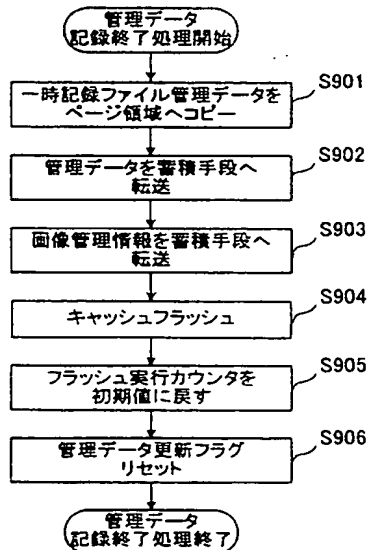 管理データ
記録終了処理開始
S901
一時記録ファイル管理データを
ページ領域へコピー
S902
管理データを蓄積手段へ
転送
S903
画像管理情報を蓄積手段へ
転送
S904
キャッシュフラッシュ
S905
フラッシュ実行カウンタを
初期値に戻す
S906
管理データ更新フラグ
リセット
管理データ
記録終了処理終了